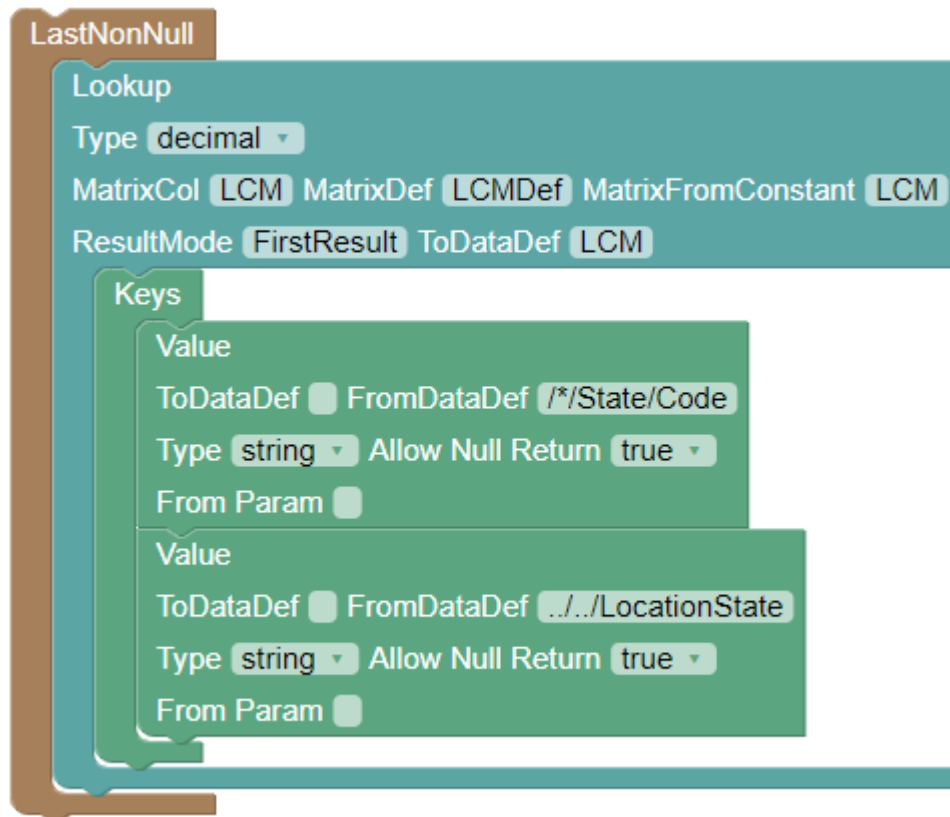 LastNonNull
Lookup
Type decimal
MatrixCol LCM MatrixDef LCMDef MatrixFromConstant LCM
ResultMode FirstResult ToDataDef LCM
Keys
Value
ToDataDef FromDataDef /*/State/Code
Type string Allow Null Return true
From Param
Value
ToDataDef FromDataDef ../../LocationState
Type string Allow Null Return true
From Param